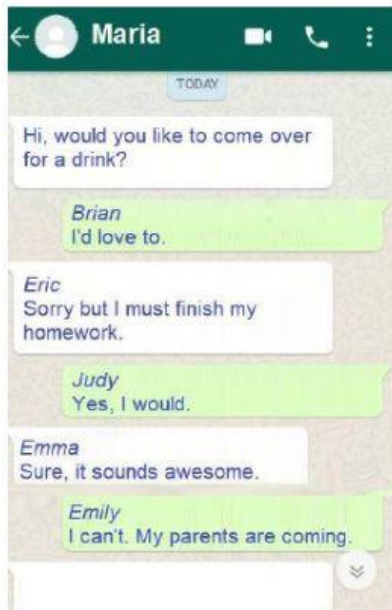 Maria
TODAY
Hi, would you like to come over
for a drink?
Brian
I'd love to.
Eric
Sorry but I must finish my
homework.
Judy
Yes, I would.
Emma
Sure, it sounds awesome.
Emily
I can't. My parents are coming.